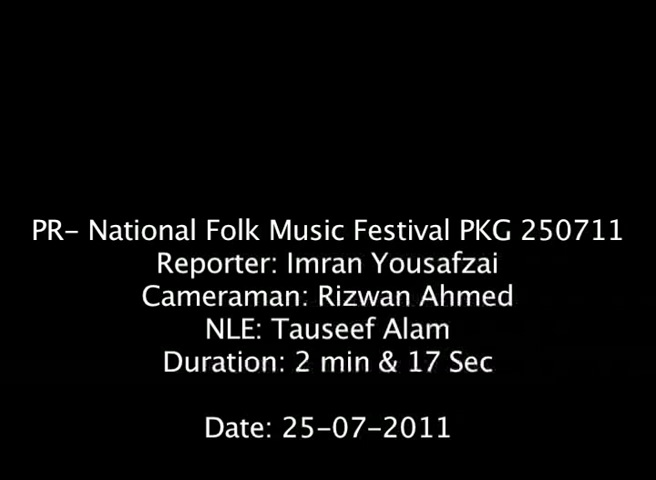 PR- National Folk Music Festival PKG 250711
Reporter: Imran Yousafzai
Cameraman: Rizwan Ahmed
NLE: Tauseef Alam
Duration: 2 min & 17 Sec
Date: 25-07-2011